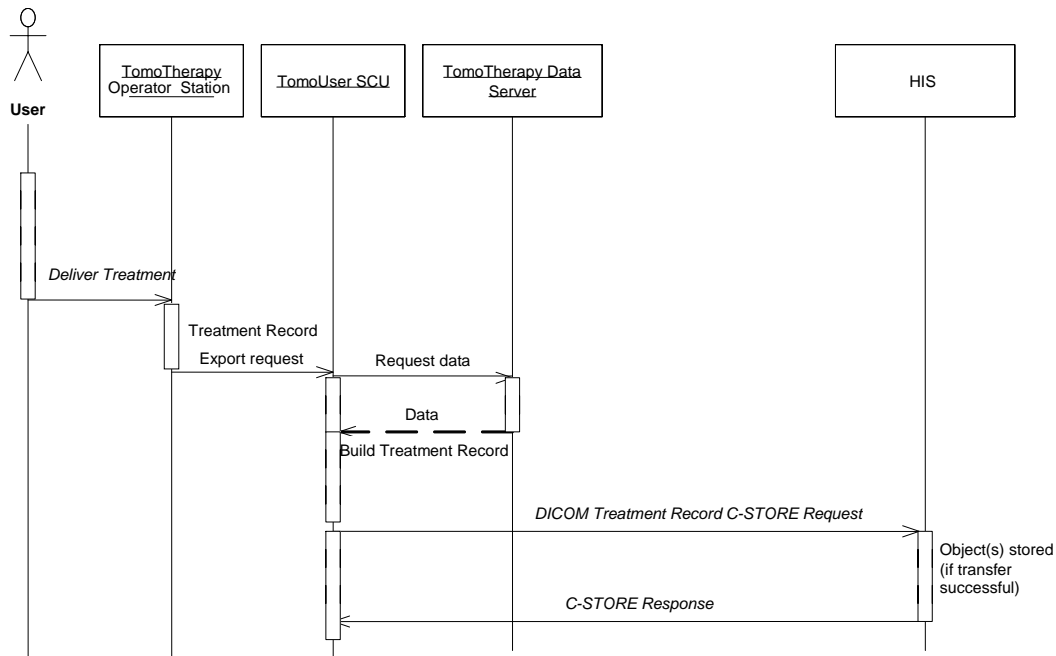 User
TomoTherapy
Operator Station
TomoUser SCU
TomoTherapy Data
Server
HIS
Deliver Treatment
Treatment Record
Export request
Request data
Data
Build Treatment Record
DICOM Treatment Record C-STORE Request
Object(s) stored
(if transfer
successful)
C-STORE Response